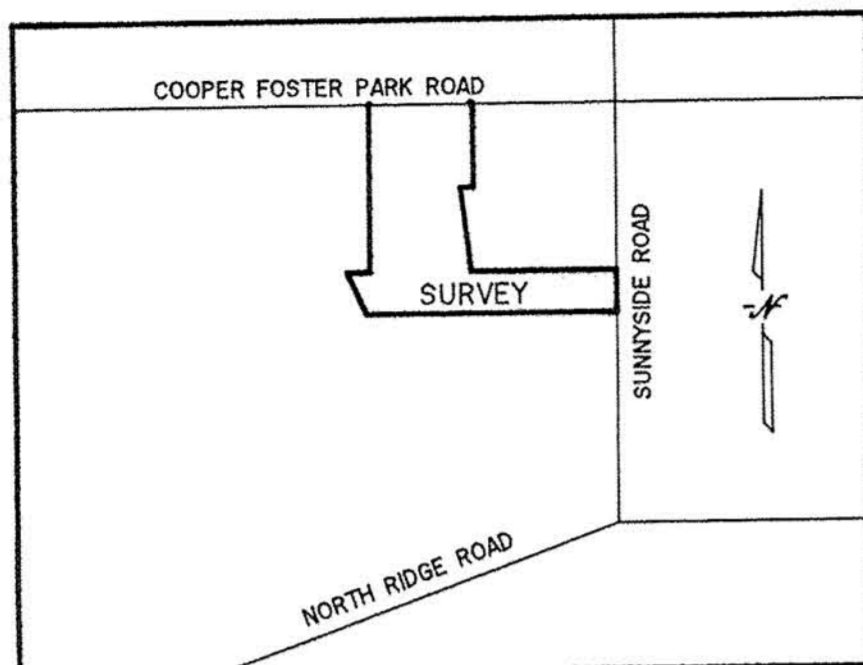 COOPER FOSTER PARK ROAD
SURVEY
SUNNYSIDE ROAD
N
NORTH RIDGE ROAD